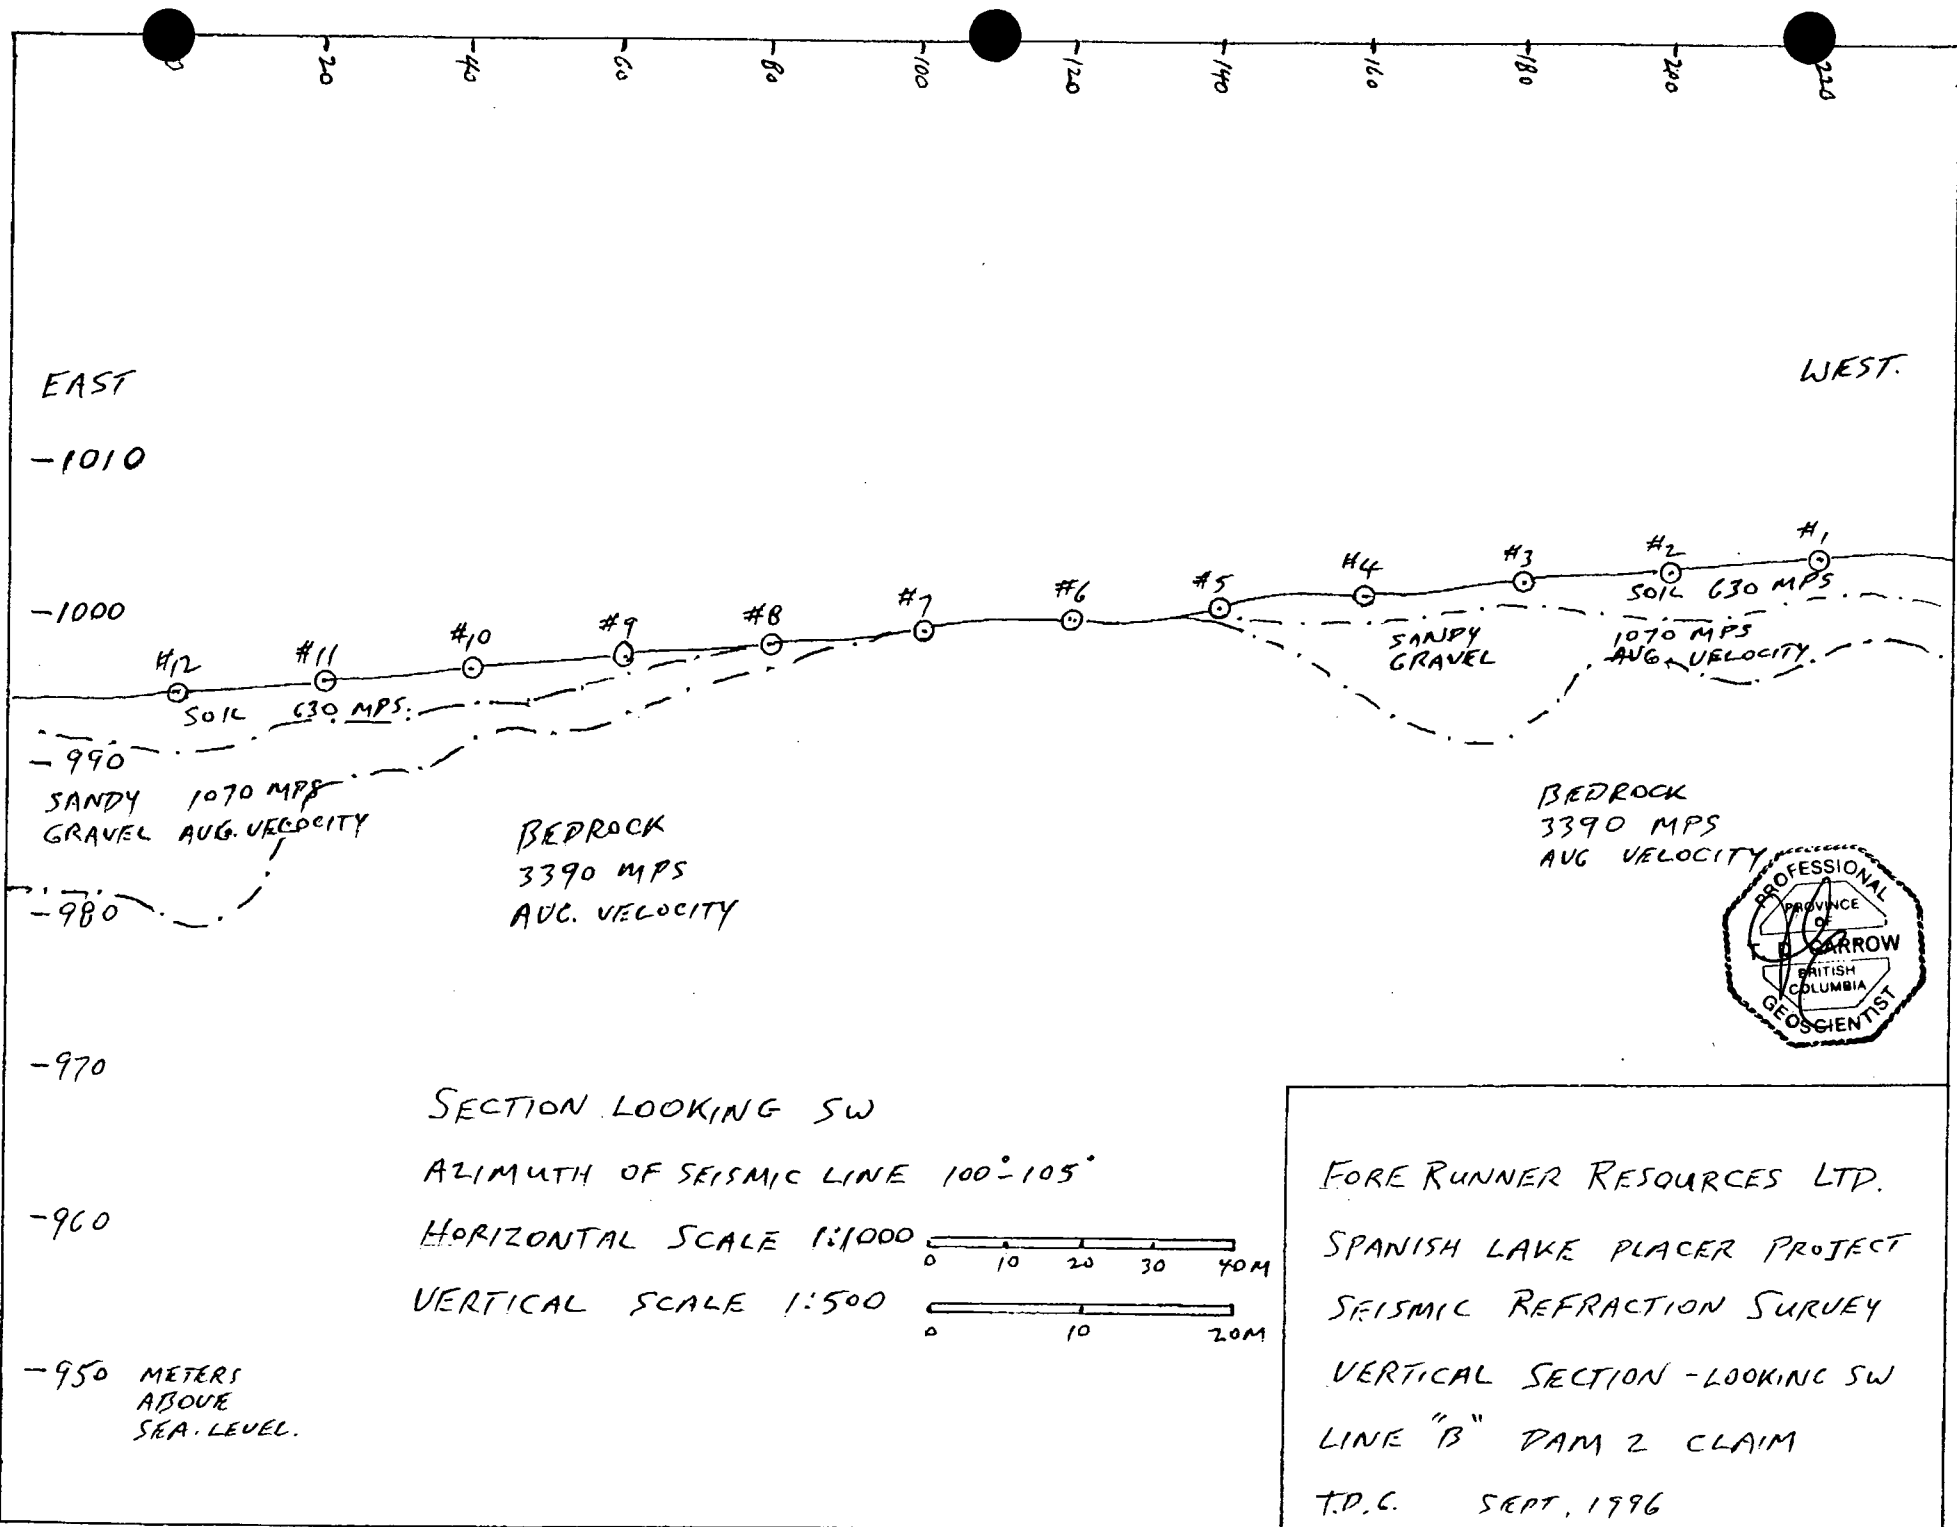 0 -20 -40 -60 -80 -100 -120 -140 -160 -180 -200 -220
EAST
WEST.
-1010
#1
#2
#3
#4
#5
#6
#7
#8
#9
#10
#11
#12
-1000
SOIL 630 MPS
SANDY
GRAVEL
1070 MPS
AVG. VELOCITY
SOIL 630 MPS.
-990
SANDY 1070 MPS
GRAVEL AVG. VELOCITY
BEDROCK
3390 MPS
AVG. VELOCITY
BEDROCK
3390 MPS
AVG VELOCITY
-980
PROFESSIONAL
PROVINCE
OF
T. D. CARROW
BRITISH
COLUMBIA
GEOSCIENTIST
-970
SECTION LOOKING SW
AZIMUTH OF SEISMIC LINE 100°-105°
-960
HORIZONTAL SCALE 1:1000
0 10 20 30 40M
VERTICAL SCALE 1:500
0 10 20M
-950 METERS
ABOVE
SEA. LEVEL.
FORE RUNNER RESOURCES LTD.
SPANISH LAKE PLACER PROJECT
SEISMIC REFRACTION SURVEY
VERTICAL SECTION - LOOKING SW
LINE "B" DAM 2 CLAIM
T.D.C. SEPT, 1996